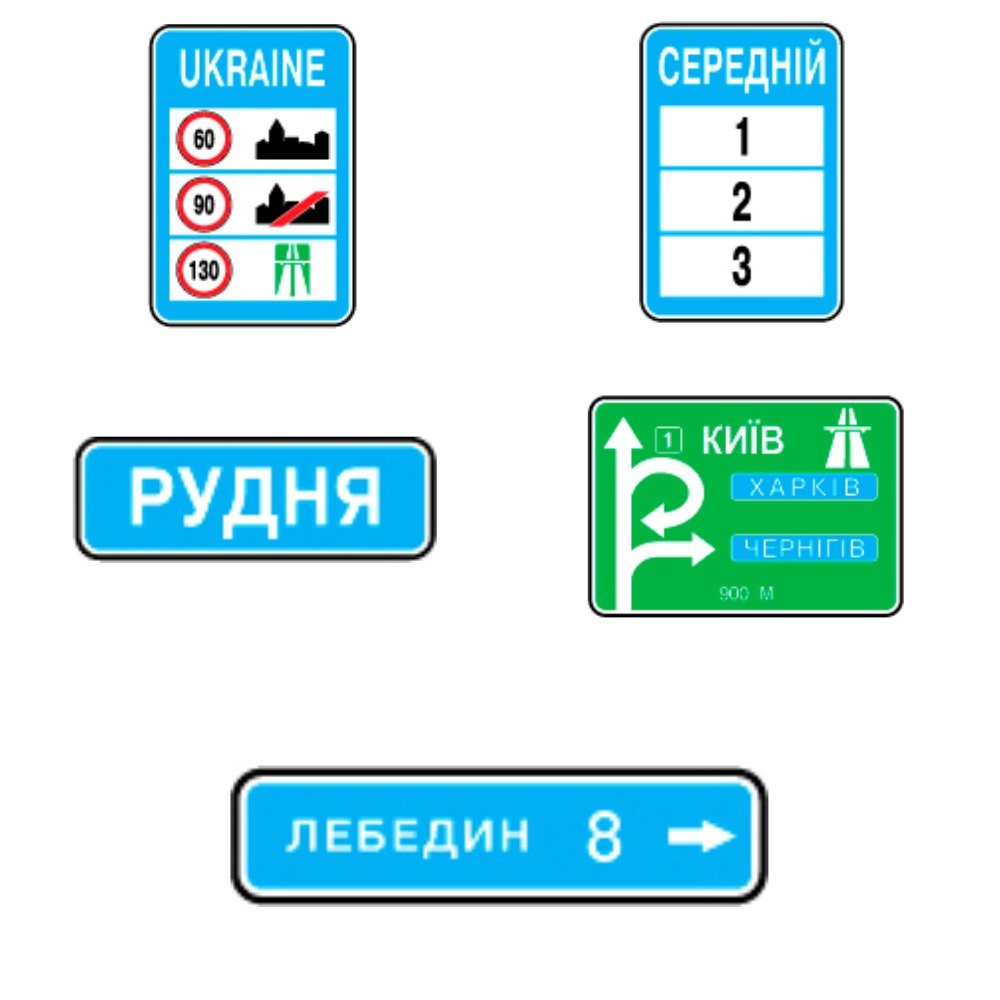 UKRAINE
60
90
130
СЕРЕДНІЙ
1
2
3
РУДНЯ
1 КИЇВ
ХАРКІВ
ЧЕРНІГІВ
900 М
ЛЕБЕДИН 8